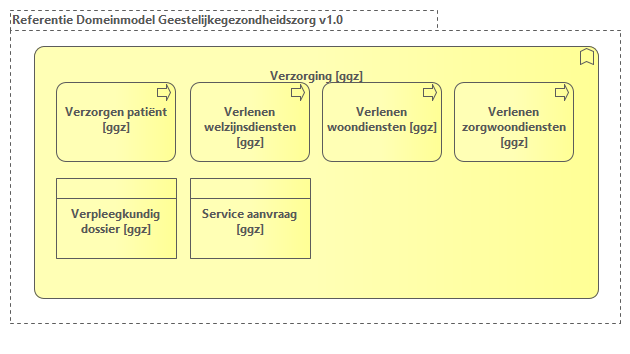 Referentie Domeinmodel Geestelijkegezondheidszorg v1.0
Verzorging [ggz]
Verzorgen patiënt
[ggz]
Verlenen
welzijnsdiensten
[ggz]
Verlenen
woondiensten [ggz]
Verlenen
zorgwoondiensten
[ggz]
Verpleegkundig
dossier [ggz]
Service aanvraag
[ggz]